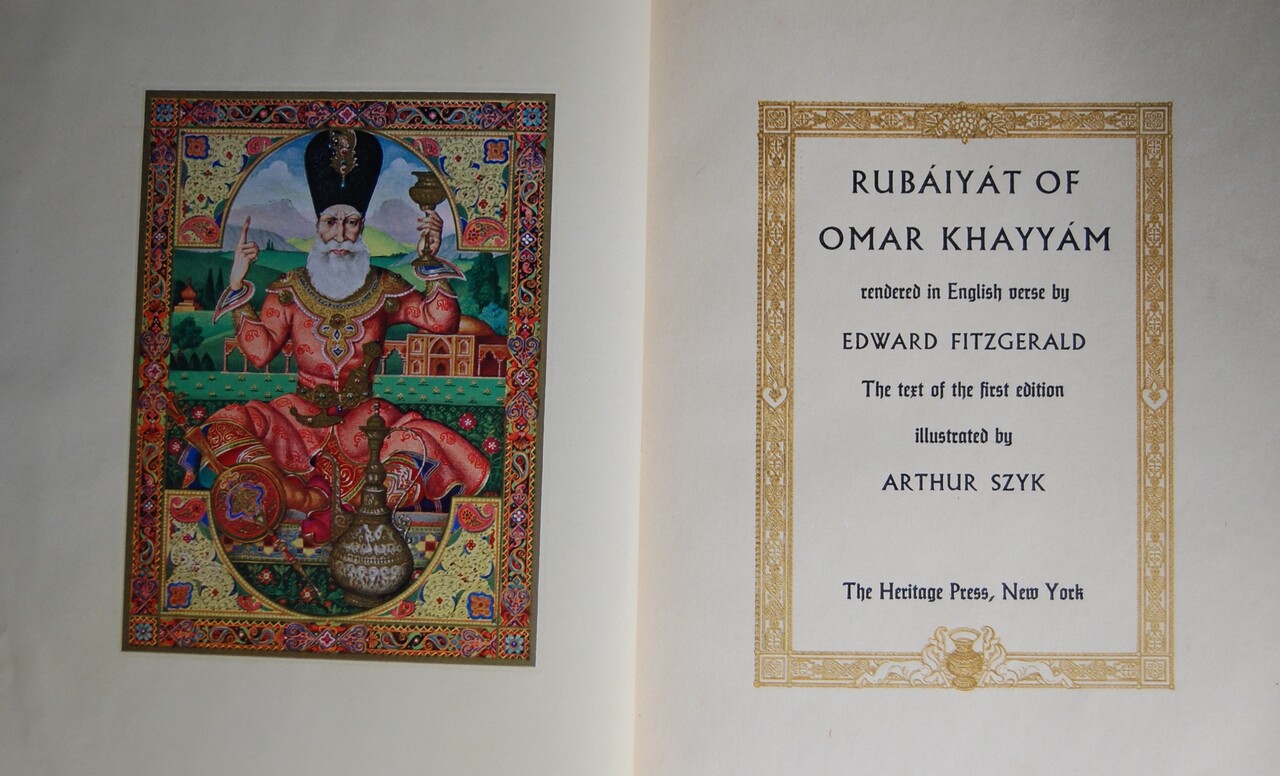 RUBÁIYÁT OF
OMAR KHAYYÁM
rendered in English verse by
EDWARD FITZGERALD
The text of the first edition
illustrated by
ARTHUR SZYK
The Heritage Press, New York